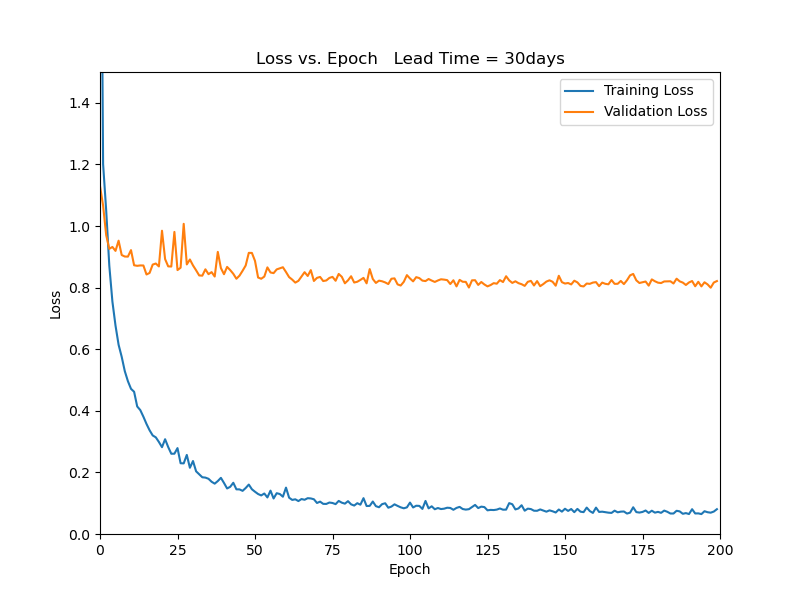 Loss vs. Epoch   Lead Time = 30days
Training Loss
Validation Loss
1.4
1.2
1.0
0.8
0.6
0.4
0.2
0.0
Loss
0 25 50 75 100 125 150 175 200
Epoch